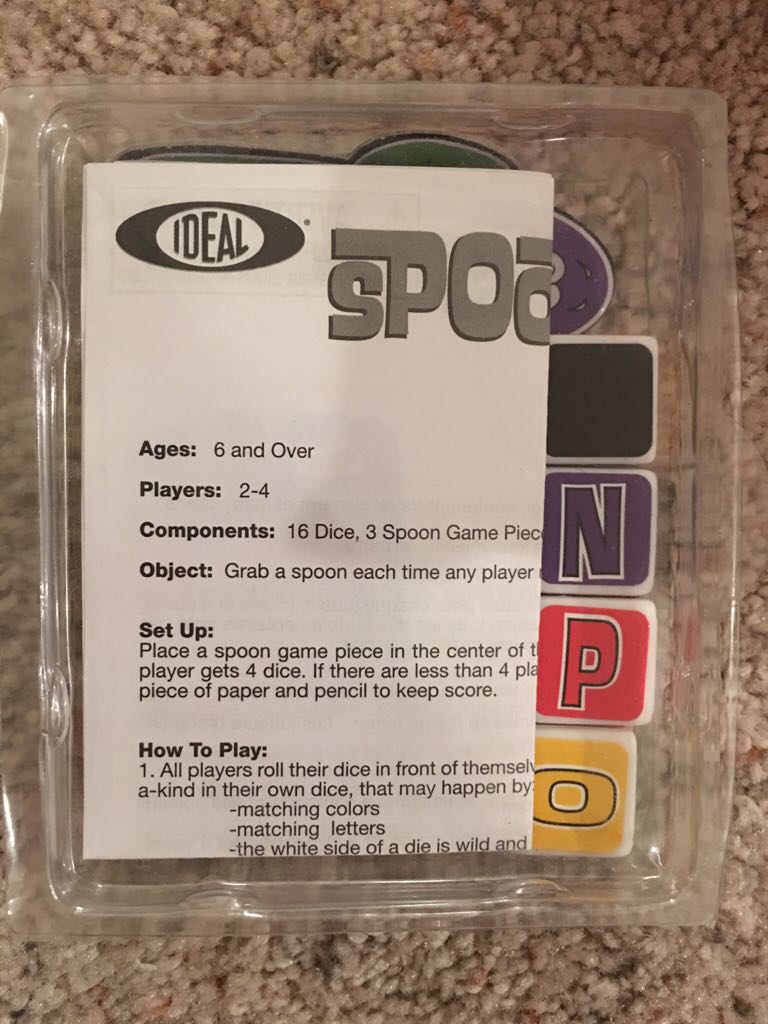 IDEAL®
SPOO
Ages: 6 and Over
Players: 2-4
Components: 16 Dice, 3 Spoon Game Piec
Object: Grab a spoon each time any player
Set Up:
Place a spoon game piece in the center of t
player gets 4 dice. If there are less than 4 pla
piece of paper and pencil to keep score.
How To Play:
1. All players roll their dice in front of themselv
a-kind in their own dice, that may happen by:
-matching colors
-matching letters
-the white side of a die is wild and
N
P
O